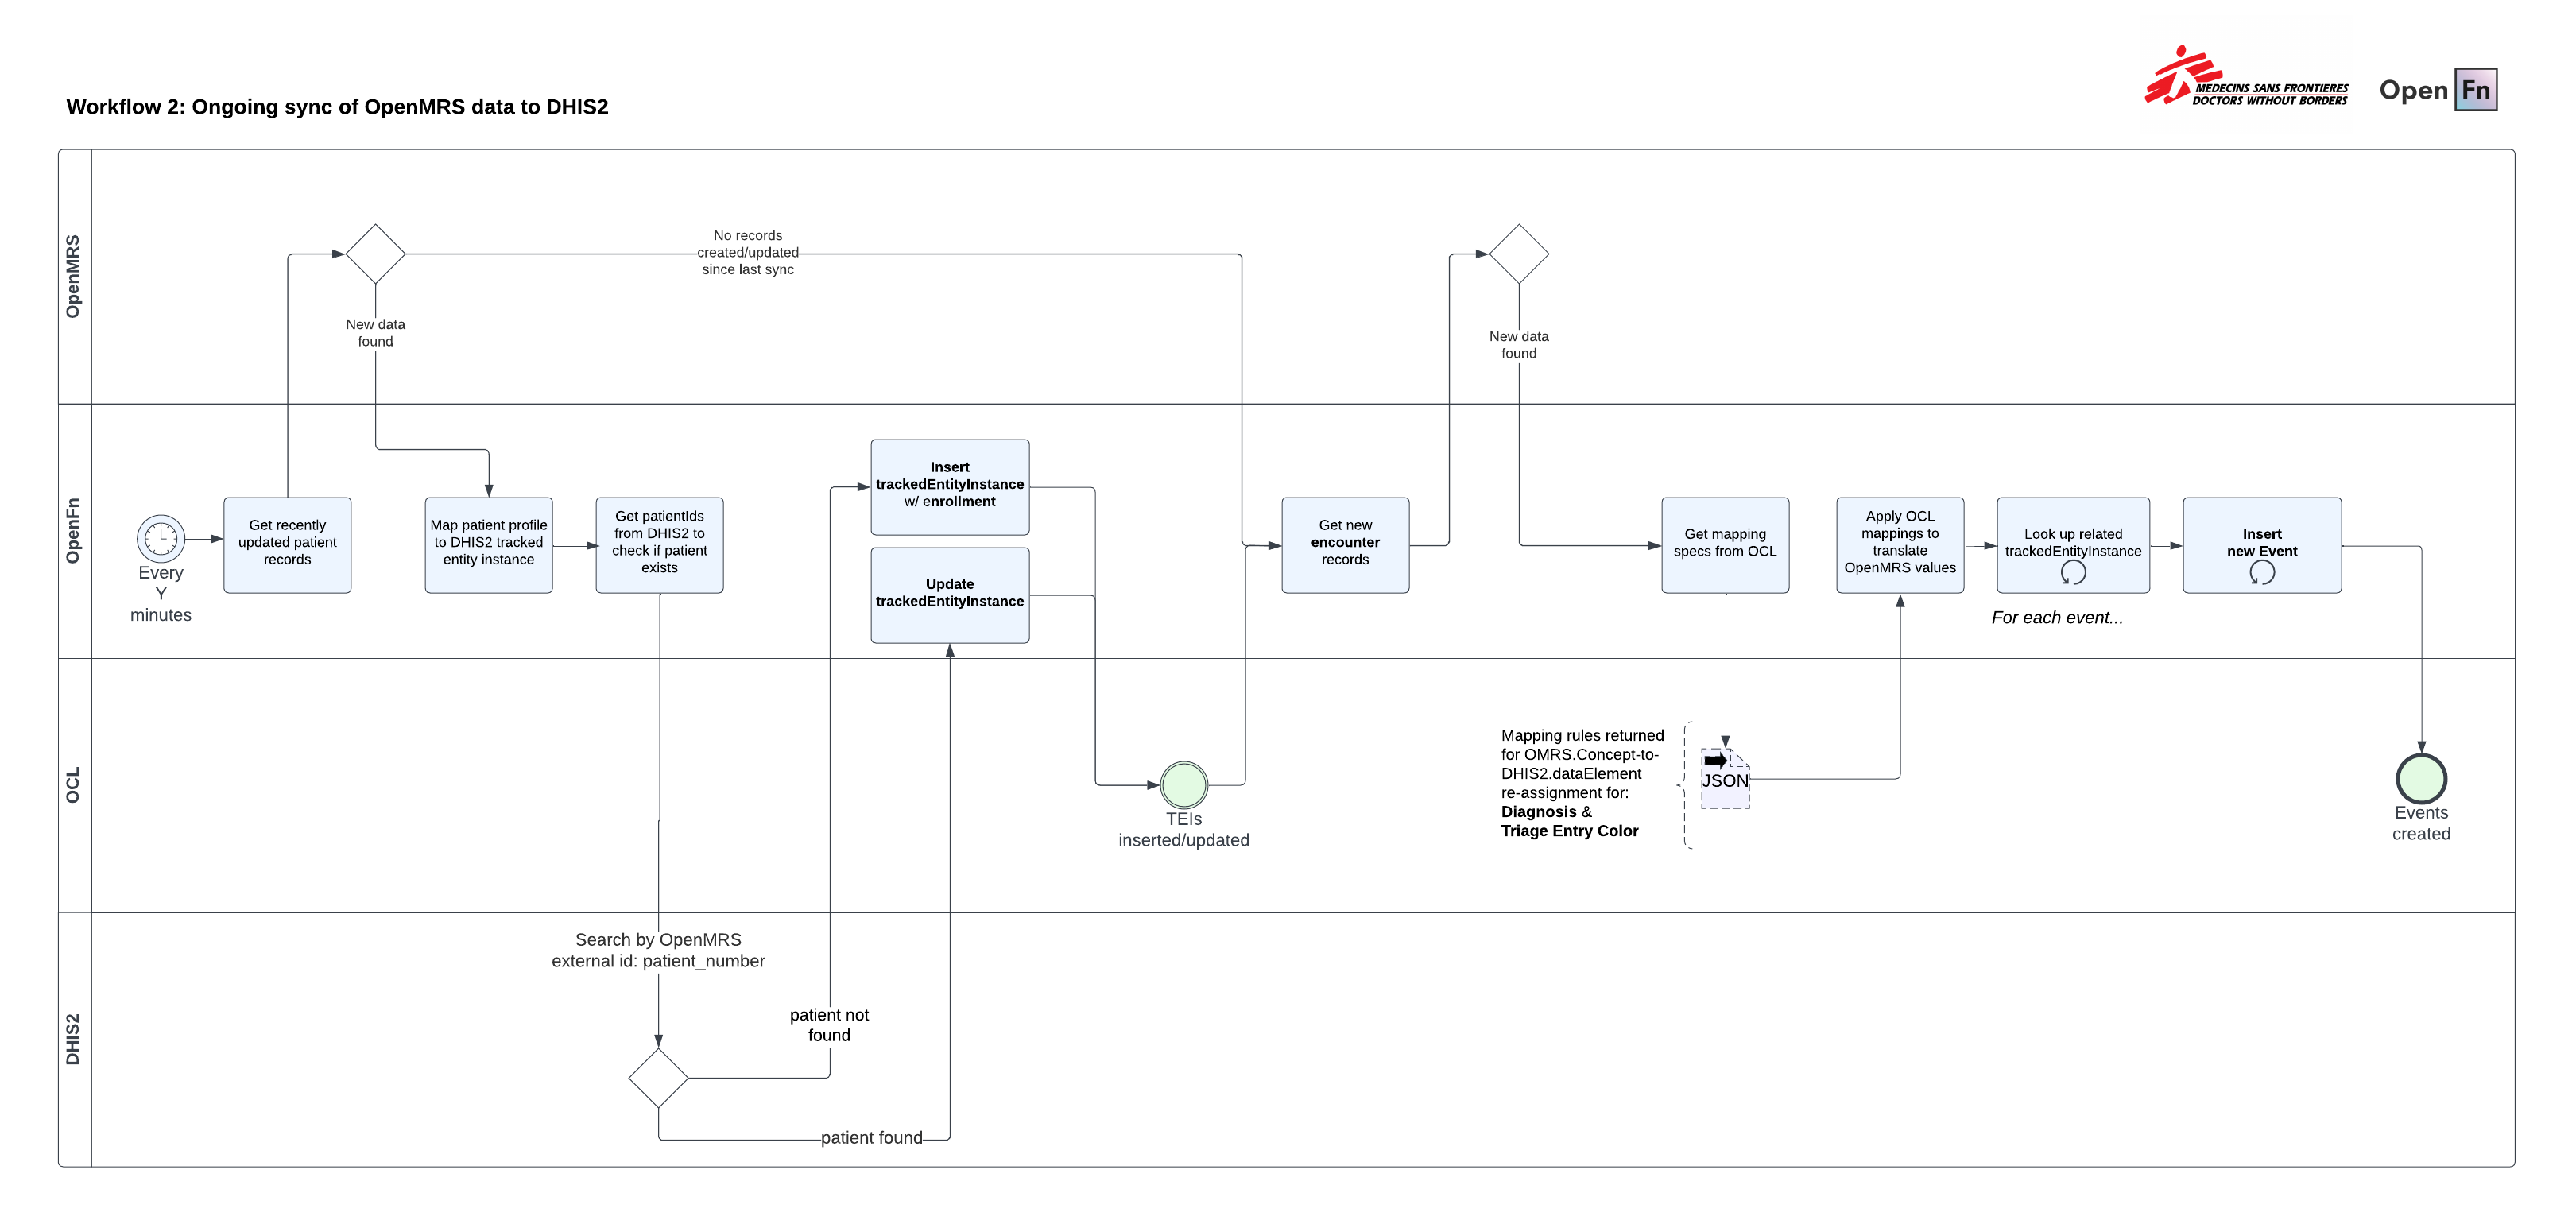 MEDECINS SANS FRONTIERES
DOCTORS WITHOUT BORDERS
Open Fn
Workflow 2: Ongoing sync of OpenMRS data to DHIS2
OpenMRS
No records
created/updated
since last sync
New data
found
New data
found
OpenFn
Every
Y
minutes
Get recently
updated patient
records
Map patient profile
to DHIS2 tracked
entity instance
Get patientIds
from DHIS2 to
check if patient
exists
Insert
trackedEntityInstance
w/ enrollment
Update
trackedEntityInstance
Get new
encounter
records
Get mapping
specs from OCL
Apply OCL
mappings to
translate
OpenMRS values
Look up related
trackedEntityInstance
For each event...
Insert
new Event
OCL
TEIs
inserted/updated
Mapping rules returned
for OMRS.Concept-to-
DHIS2.dataElement
re-assignment for:
Diagnosis &
Triage Entry Color
JSON
Events
created
DHIS2
Search by OpenMRS
external id: patient_number
patient not
found
patient found